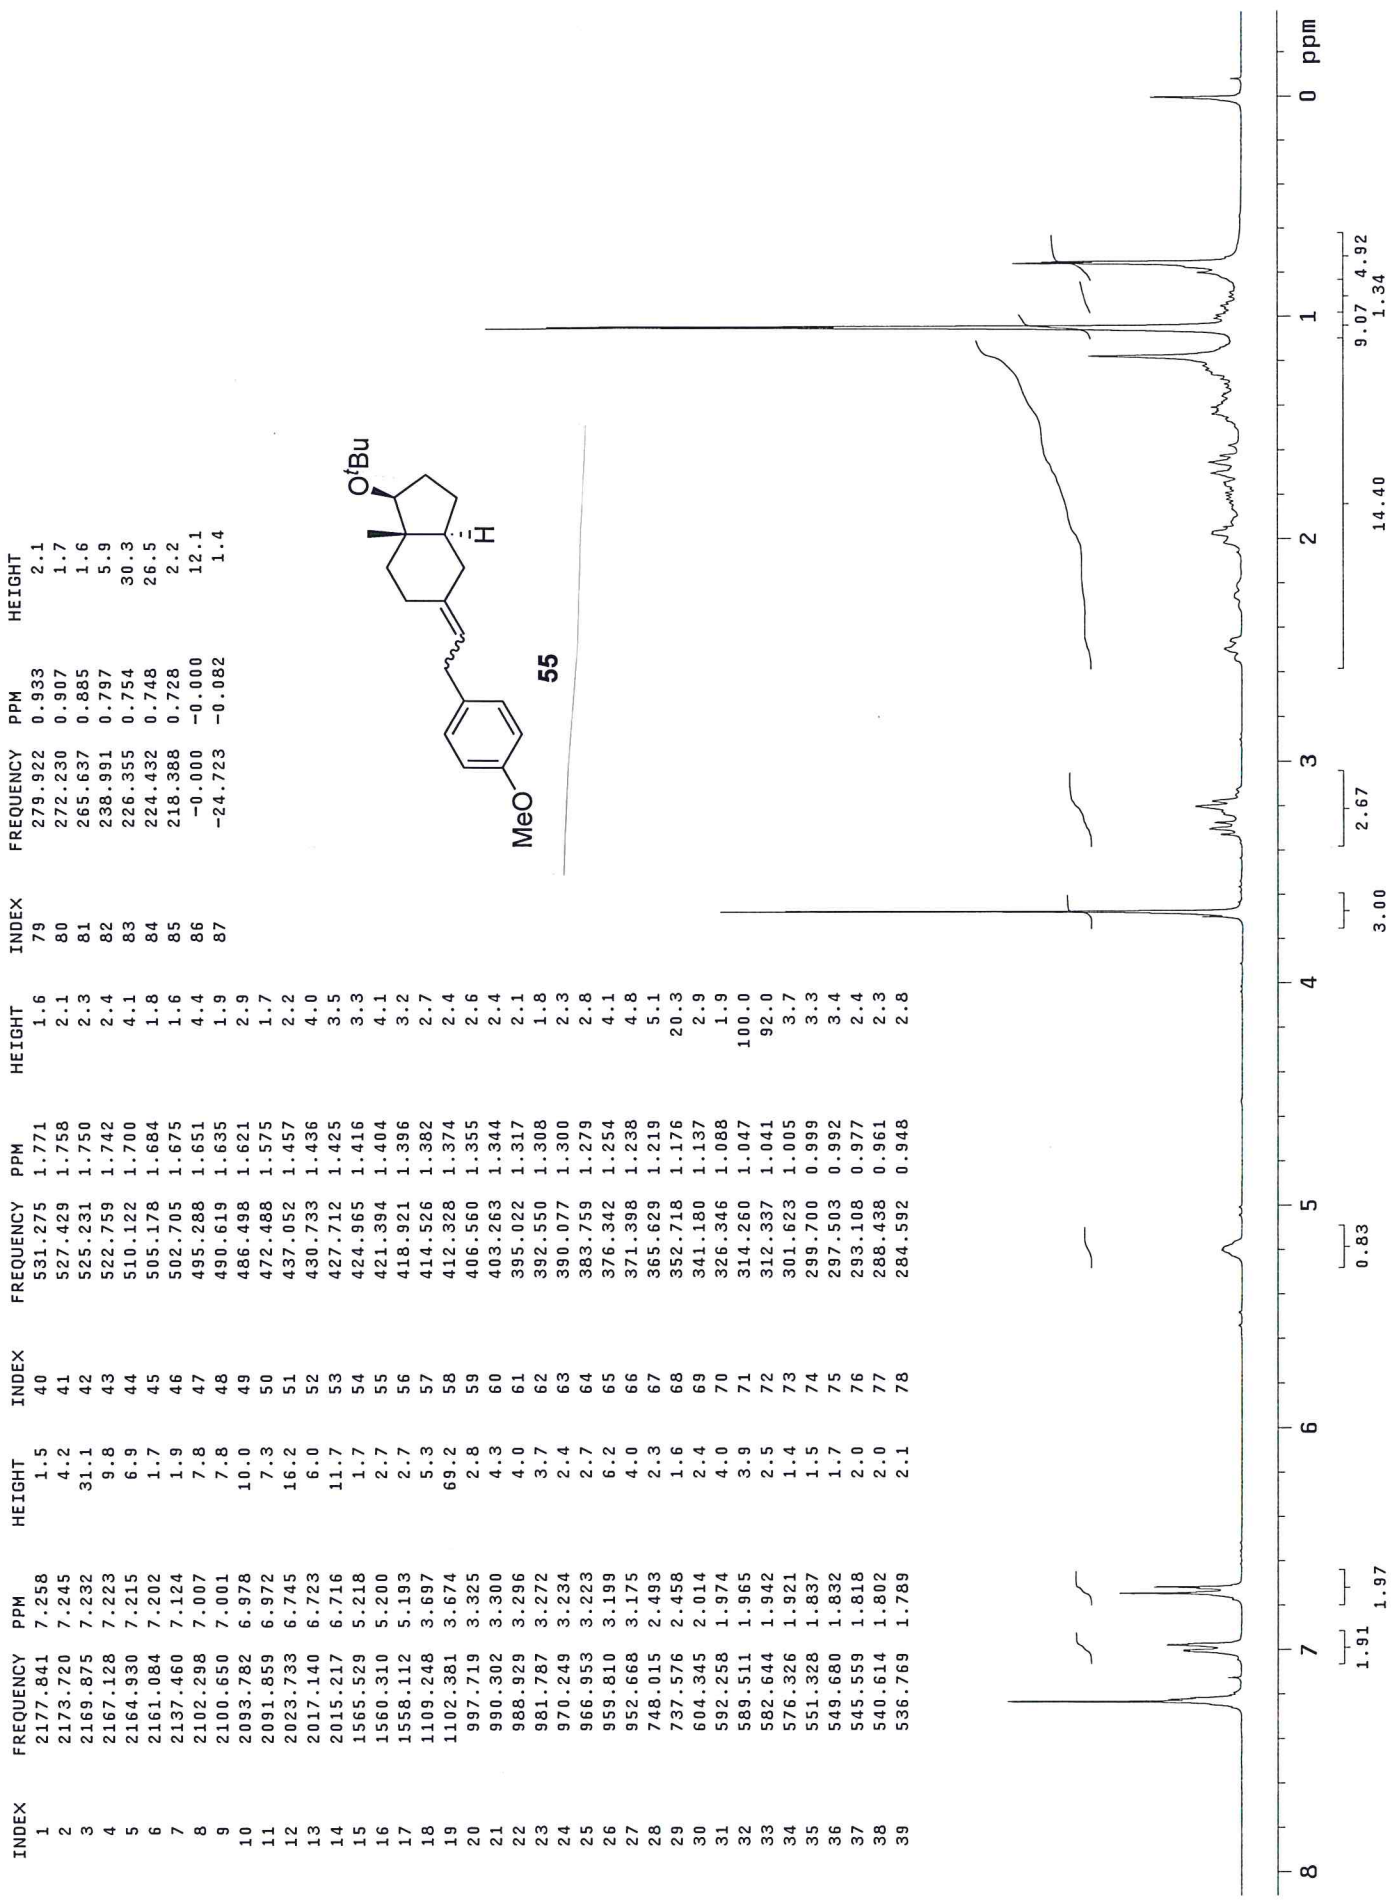 INDEX FREQUENCY PPM HEIGHT INDEX FREQUENCY PPM HEIGHT INDEX FREQUENCY PPM HEIGHT
1 2177.841 7.258 1.5 40 531.275 1.771 1.6 79 279.922 0.933 2.1
2 2173.720 7.245 4.2 41 527.429 1.758 2.1 80 272.230 0.907 1.7
3 2169.875 7.232 31.1 42 525.231 1.750 2.3 81 265.637 0.885 1.6
4 2167.128 7.223 9.8 43 522.759 1.742 2.4 82 238.991 0.797 5.9
5 2164.930 7.215 6.9 44 510.122 1.700 4.1 83 226.355 0.754 30.3
6 2161.084 7.202 1.7 45 505.178 1.684 1.8 84 224.432 0.748 26.5
7 2137.460 7.124 1.9 46 502.705 1.675 1.6 85 218.388 0.728 2.2
8 2102.298 7.007 7.8 47 495.288 1.651 4.4 86 -0.000 -0.000 12.1
9 2100.650 7.001 7.8 48 490.619 1.635 1.9 87 -24.723 -0.082 1.4
10 2093.782 6.978 10.0 49 486.498 1.621 2.9
11 2091.859 6.972 7.3 50 472.488 1.575 1.7
12 2023.733 6.745 16.2 51 437.052 1.457 2.2
13 2017.140 6.723 6.0 52 430.733 1.436 4.0
14 2015.217 6.716 11.7 53 427.712 1.425 3.5
15 1565.529 5.218 1.7 54 424.965 1.416 3.3
16 1560.310 5.200 2.7 55 421.394 1.404 4.1
17 1558.112 5.193 2.7 56 418.921 1.396 3.2
18 1109.248 3.697 5.3 57 414.526 1.382 2.7
19 1102.381 3.674 69.2 58 412.328 1.374 2.4
20 997.719 3.325 2.8 59 406.560 1.355 2.6
21 990.302 3.300 4.3 60 403.263 1.344 2.4
22 988.929 3.296 4.0 61 395.022 1.317 2.1
23 981.787 3.272 3.7 62 392.550 1.308 1.8
24 970.249 3.234 2.4 63 390.077 1.300 2.3
25 966.953 3.223 2.7 64 383.759 1.279 2.8
26 959.810 3.199 6.2 65 376.342 1.254 4.1
27 952.668 3.175 4.0 66 371.398 1.238 4.8
28 748.015 2.493 2.3 67 365.629 1.219 5.1
29 737.576 2.458 1.6 68 352.718 1.176 20.3
30 604.345 2.014 2.4 69 341.180 1.137 2.9
31 592.258 1.974 4.0 70 326.346 1.088 1.9
32 589.511 1.965 3.9 71 314.260 1.047 100.0
33 582.644 1.942 2.5 72 312.337 1.041 92.0
34 576.326 1.921 1.4 73 301.623 1.005 3.7
35 551.328 1.837 1.5 74 299.700 0.999 3.3
36 549.680 1.832 1.7 75 297.503 0.992 3.4
37 545.559 1.818 2.0 76 293.108 0.977 2.4
38 540.614 1.802 2.0 77 288.438 0.961 2.3
39 536.769 1.789 2.1 78 284.592 0.948 2.8
OtBu
H
MeO
55
8 7 6 5 4 3 2 1 0 ppm
1.91 0.83 2.67 9.07 4.92
1.97 3.00 14.40 1.34